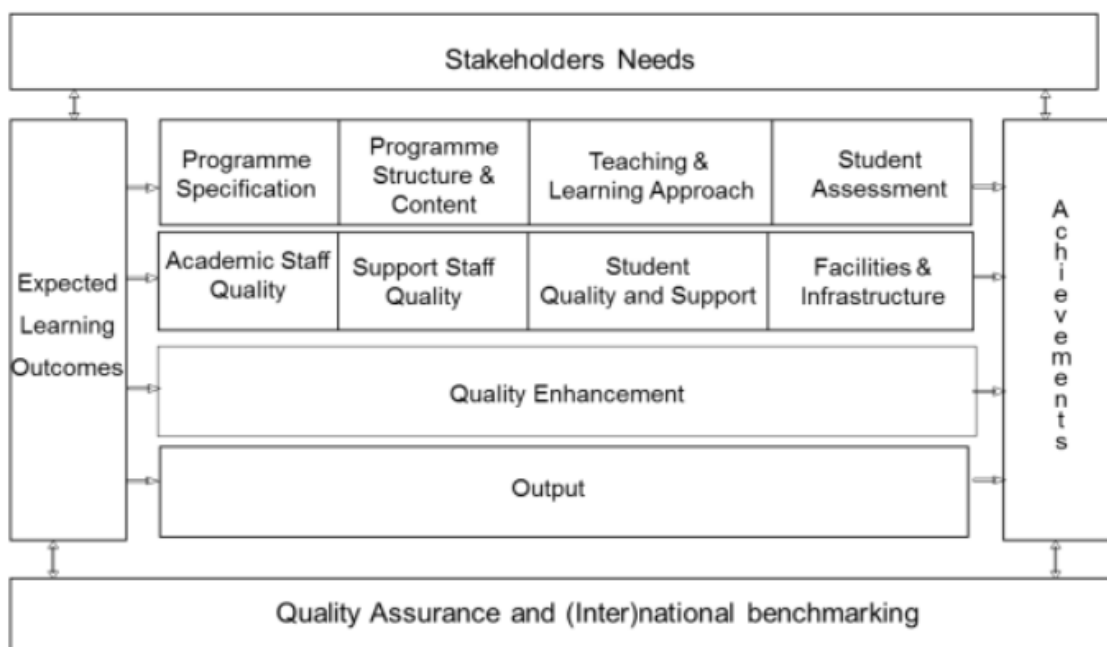 Stakeholders Needs
Programme
Specification
Programme
Structure &
Content
Teaching &
Learning Approach
Student
Assessment
Expected
Learning
Outcomes
Academic Staff
Quality
Support Staff
Quality
Student
Quality and Support
Facilities &
Infrastructure
Quality Enhancement
Output
Achievements
Quality Assurance and (Inter)national benchmarking